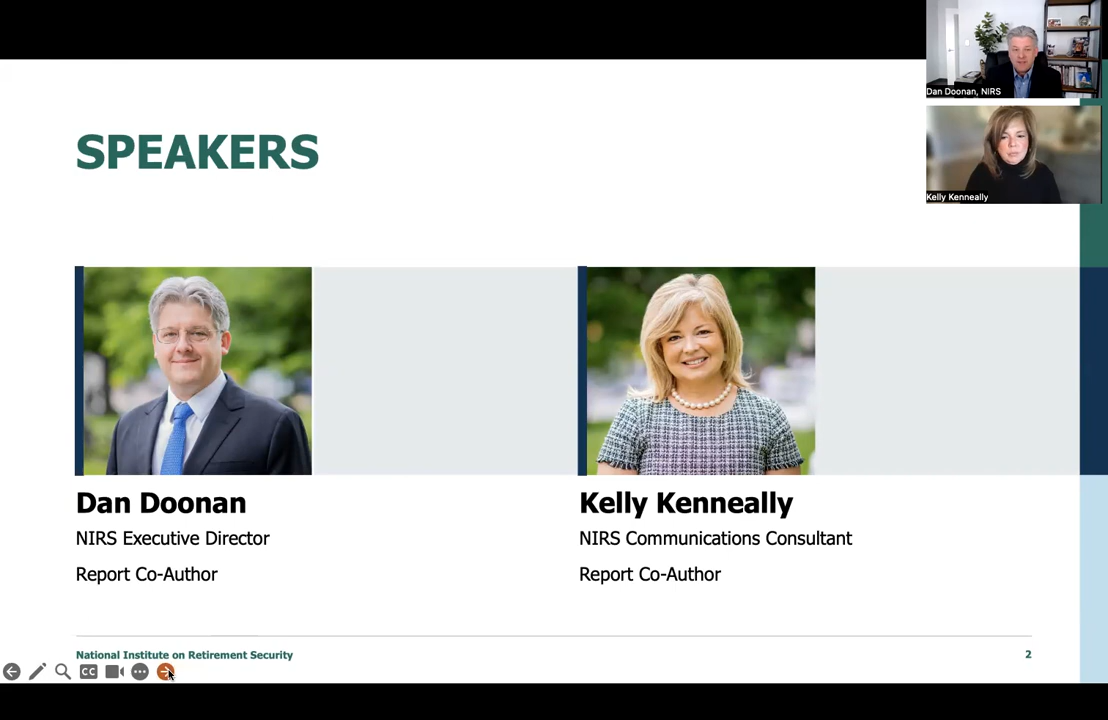 Dan Doonan, NIRS
Kelly Kenneally
SPEAKERS
Dan Doonan
NIRS Executive Director
Report Co-Author
Kelly Kenneally
NIRS Communications Consultant
Report Co-Author
National Institute on Retirement Security
2
CC